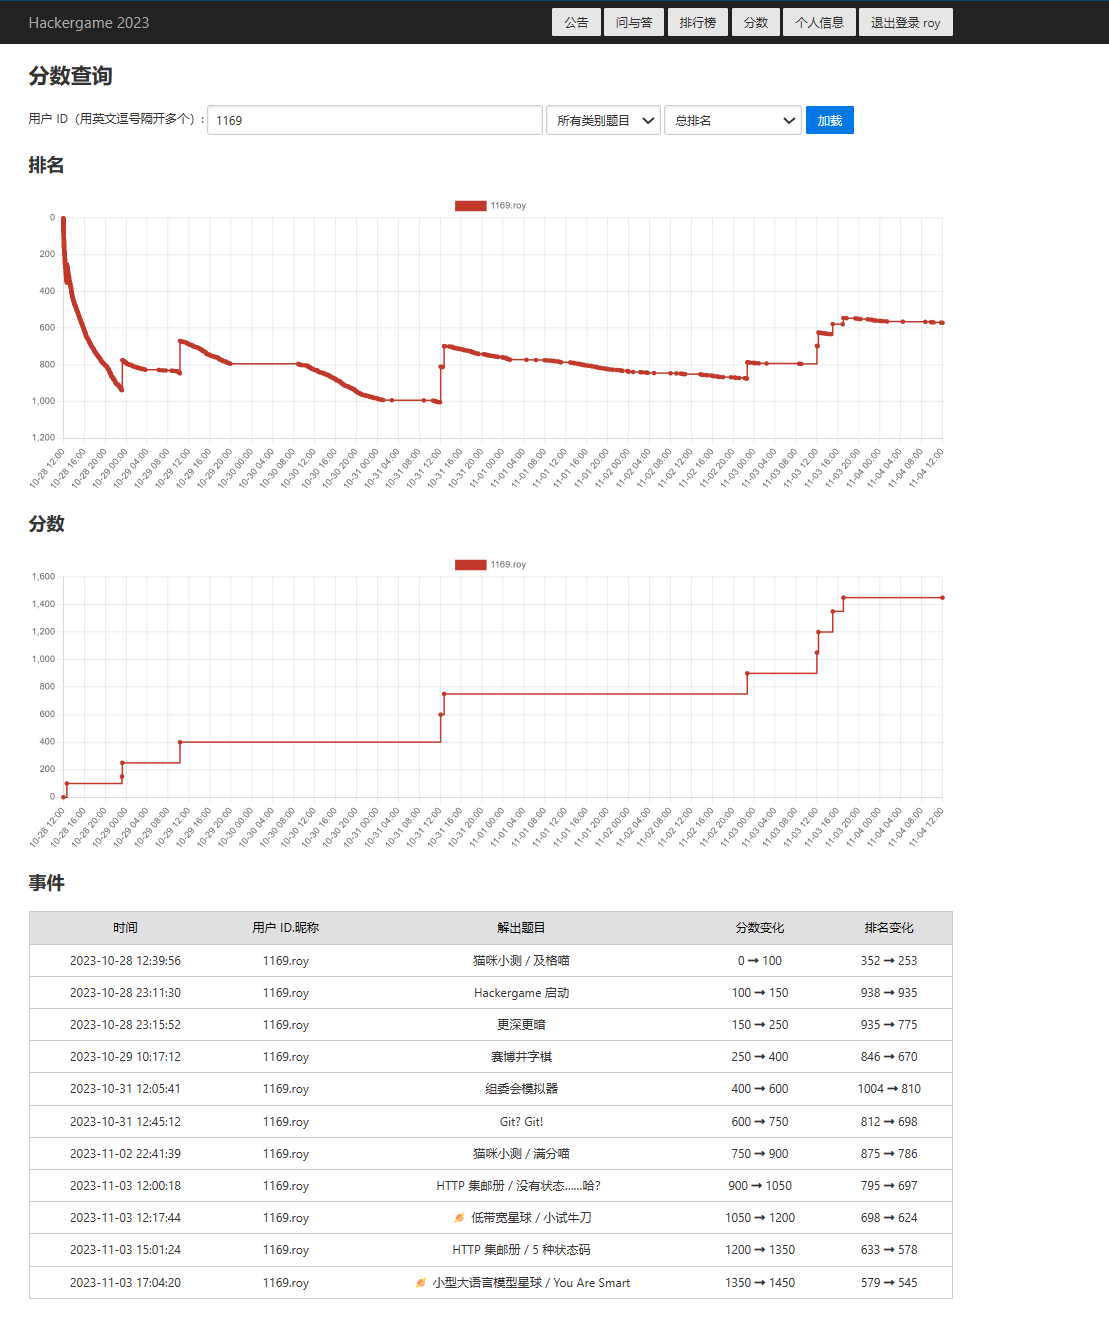 Hackergame 2023 公告 问与答 排行榜 分数 个人信息 退出登录 roy
分数查询
用户 ID（用英文逗号隔开多个）: 1169 所有类别题目 总排名 加载
排名
1169.roy
0
200
400
600
800
1,000
1,200
10-28 12:00 10-28 16:00 10-28 20:00 10-29 00:00 10-29 04:00 10-29 08:00 10-29 12:00 10-29 16:00 10-29 20:00 10-30 00:00 10-30 04:00 10-30 08:00 10-30 12:00 10-30 16:00 10-30 20:00 10-31 00:00 10-31 04:00 10-31 08:00 10-31 12:00 10-31 16:00 10-31 20:00 11-01 00:00 11-01 04:00 11-01 08:00 11-01 12:00 11-01 16:00 11-01 20:00 11-02 00:00 11-02 04:00 11-02 08:00 11-02 12:00 11-02 16:00 11-02 20:00 11-03 00:00 11-03 04:00 11-03 08:00 11-03 12:00 11-03 16:00 11-03 20:00 11-04 00:00 11-04 04:00 11-04 08:00 11-04 12:00
分数
1169.roy
1,600
1,400
1,200
1,000
800
600
400
200
0
10-28 12:00 10-28 16:00 10-28 20:00 10-29 00:00 10-29 04:00 10-29 08:00 10-29 12:00 10-29 16:00 10-29 20:00 10-30 00:00 10-30 04:00 10-30 08:00 10-30 12:00 10-30 16:00 10-30 20:00 10-31 00:00 10-31 04:00 10-31 08:00 10-31 12:00 10-31 16:00 10-31 20:00 11-01 00:00 11-01 04:00 11-01 08:00 11-01 12:00 11-01 16:00 11-01 20:00 11-02 00:00 11-02 04:00 11-02 08:00 11-02 12:00 11-02 16:00 11-02 20:00 11-03 00:00 11-03 04:00 11-03 08:00 11-03 12:00 11-03 16:00 11-03 20:00 11-04 00:00 11-04 04:00 11-04 08:00 11-04 12:00
事件
时间 用户 ID.昵称 解出题目 分数变化 排名变化
2023-10-28 12:39:56 1169.roy 猫咪小测 / 及格喵 0 → 100 352 → 253
2023-10-28 23:11:30 1169.roy Hackergame 启动 100 → 150 938 → 935
2023-10-28 23:15:52 1169.roy 更深更暗 150 → 250 935 → 775
2023-10-29 10:17:12 1169.roy 赛博井字棋 250 → 400 846 → 670
2023-10-31 12:05:41 1169.roy 组委会模拟器 400 → 600 1004 → 810
2023-10-31 12:45:12 1169.roy Git? Git! 600 → 750 812 → 698
2023-11-02 22:41:39 1169.roy 猫咪小测 / 满分喵 750 → 900 875 → 786
2023-11-03 12:00:18 1169.roy HTTP 集邮册 / 没有状态……哈? 900 → 1050 795 → 697
2023-11-03 12:17:44 1169.roy 🪐 低带宽星球 / 小试牛刀 1050 → 1200 698 → 624
2023-11-03 15:01:24 1169.roy HTTP 集邮册 / 5 种状态码 1200 → 1350 633 → 578
2023-11-03 17:04:20 1169.roy 🪐 小型大语言模型星球 / You Are Smart 1350 → 1450 579 → 545